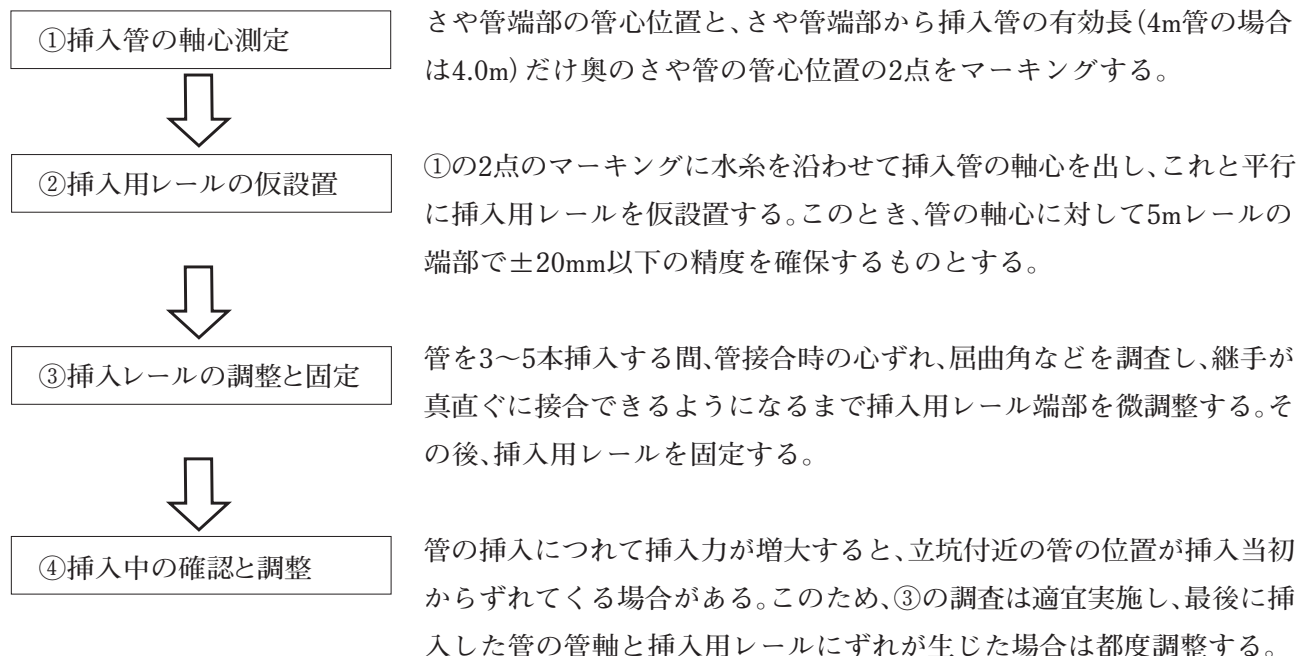 ①挿入管の軸心測定
さや管端部の管心位置と、さや管端部から挿入管の有効長(4m管の場合
は4.0m)だけ奥のさや管の管心位置の2点をマーキングする。
②挿入用レールの仮設置
①の2点のマーキングに水糸を沿わせて挿入管の軸心を出し、これと平行
に挿入用レールを仮設置する。このとき、管の軸心に対して5mレールの
端部で±20mm以下の精度を確保するものとする。
③挿入レールの調整と固定
管を3〜5本挿入する間、管接合時の心ずれ、屈曲角などを調査し、継手が
真直ぐに接合できるようになるまで挿入用レール端部を微調整する。そ
の後、挿入用レールを固定する。
④挿入中の確認と調整
管の挿入につれて挿入力が増大すると、立坑付近の管の位置が挿入当初
からずれてくる場合がある。このため、③の調査は適宜実施し、最後に挿
入した管の管軸と挿入用レールにずれが生じた場合は都度調整する。